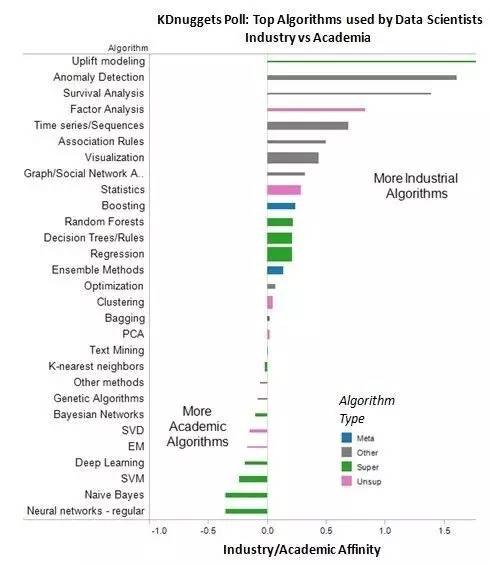 KDnuggets Poll: Top Algorithms used by Data Scientists
Industry vs Academia
Algorithm
Uplift modeling
Anomaly Detection
Survival Analysis
Factor Analysis
Time series/Sequences
Association Rules
Visualization
Graph/Social Network A..
Statistics
Boosting
Random Forests
Decision Trees/Rules
Regression
Ensemble Methods
Optimization
Clustering
Bagging
PCA
Text Mining
K-nearest neighbors
Other methods
Genetic Algorithms
Bayesian Networks
SVD
EM
Deep Learning
SVM
Naive Bayes
Neural networks - regular
More Industrial
Algorithms
More
Academic
Algorithms
Algorithm
Type
Meta
Other
Super
Unsup
-1.0 -0.5 0.0 0.5 1.0 1.5
Industry/Academic Affinity